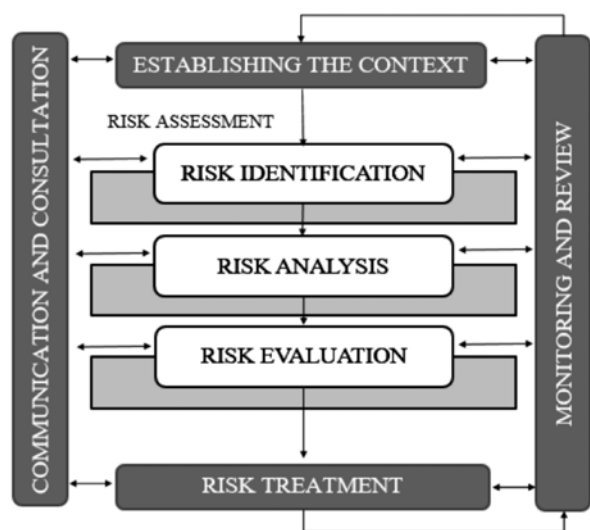 ESTABLISHING THE CONTEXT
RISK ASSESSMENT
RISK IDENTIFICATION
RISK ANALYSIS
RISK EVALUATION
RISK TREATMENT
COMMUNICATION AND CONSULTATION
MONITORING AND REVIEW